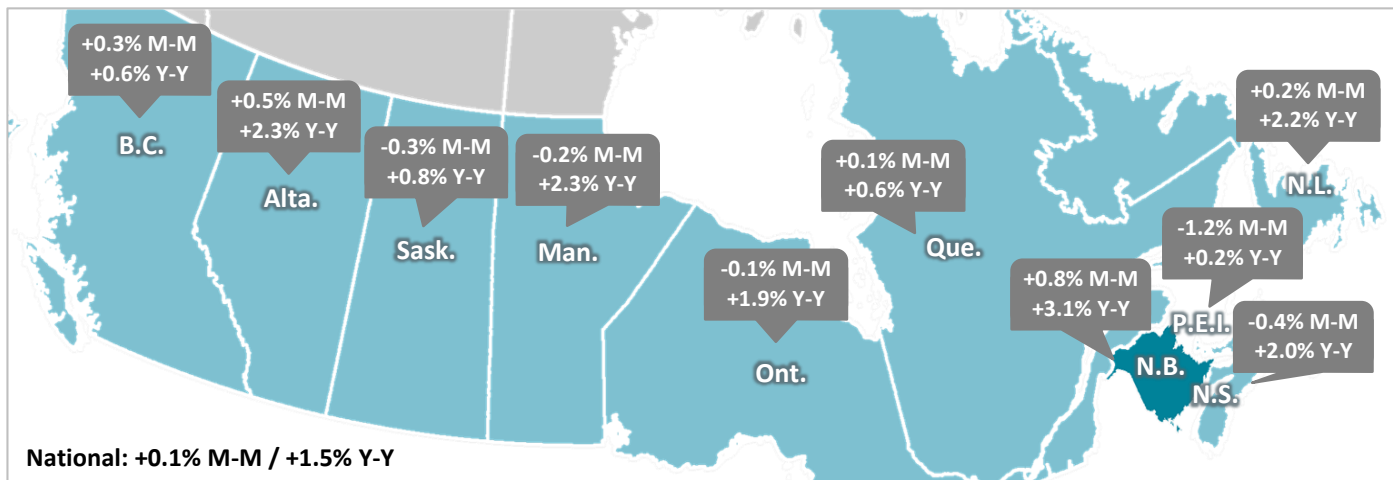 +0.3% M-M
+0.6% Y-Y
B.C.
+0.5% M-M
+2.3% Y-Y
Alta.
-0.3% M-M
+0.8% Y-Y
Sask.
-0.2% M-M
+2.3% Y-Y
Man.
-0.1% M-M
+1.9% Y-Y
Ont.
+0.1% M-M
+0.6% Y-Y
Que.
+0.2% M-M
+2.2% Y-Y
N.L.
-1.2% M-M
+0.2% Y-Y
P.E.I.
+0.8% M-M
+3.1% Y-Y
N.B.
-0.4% M-M
+2.0% Y-Y
N.S.
National: +0.1% M-M / +1.5% Y-Y